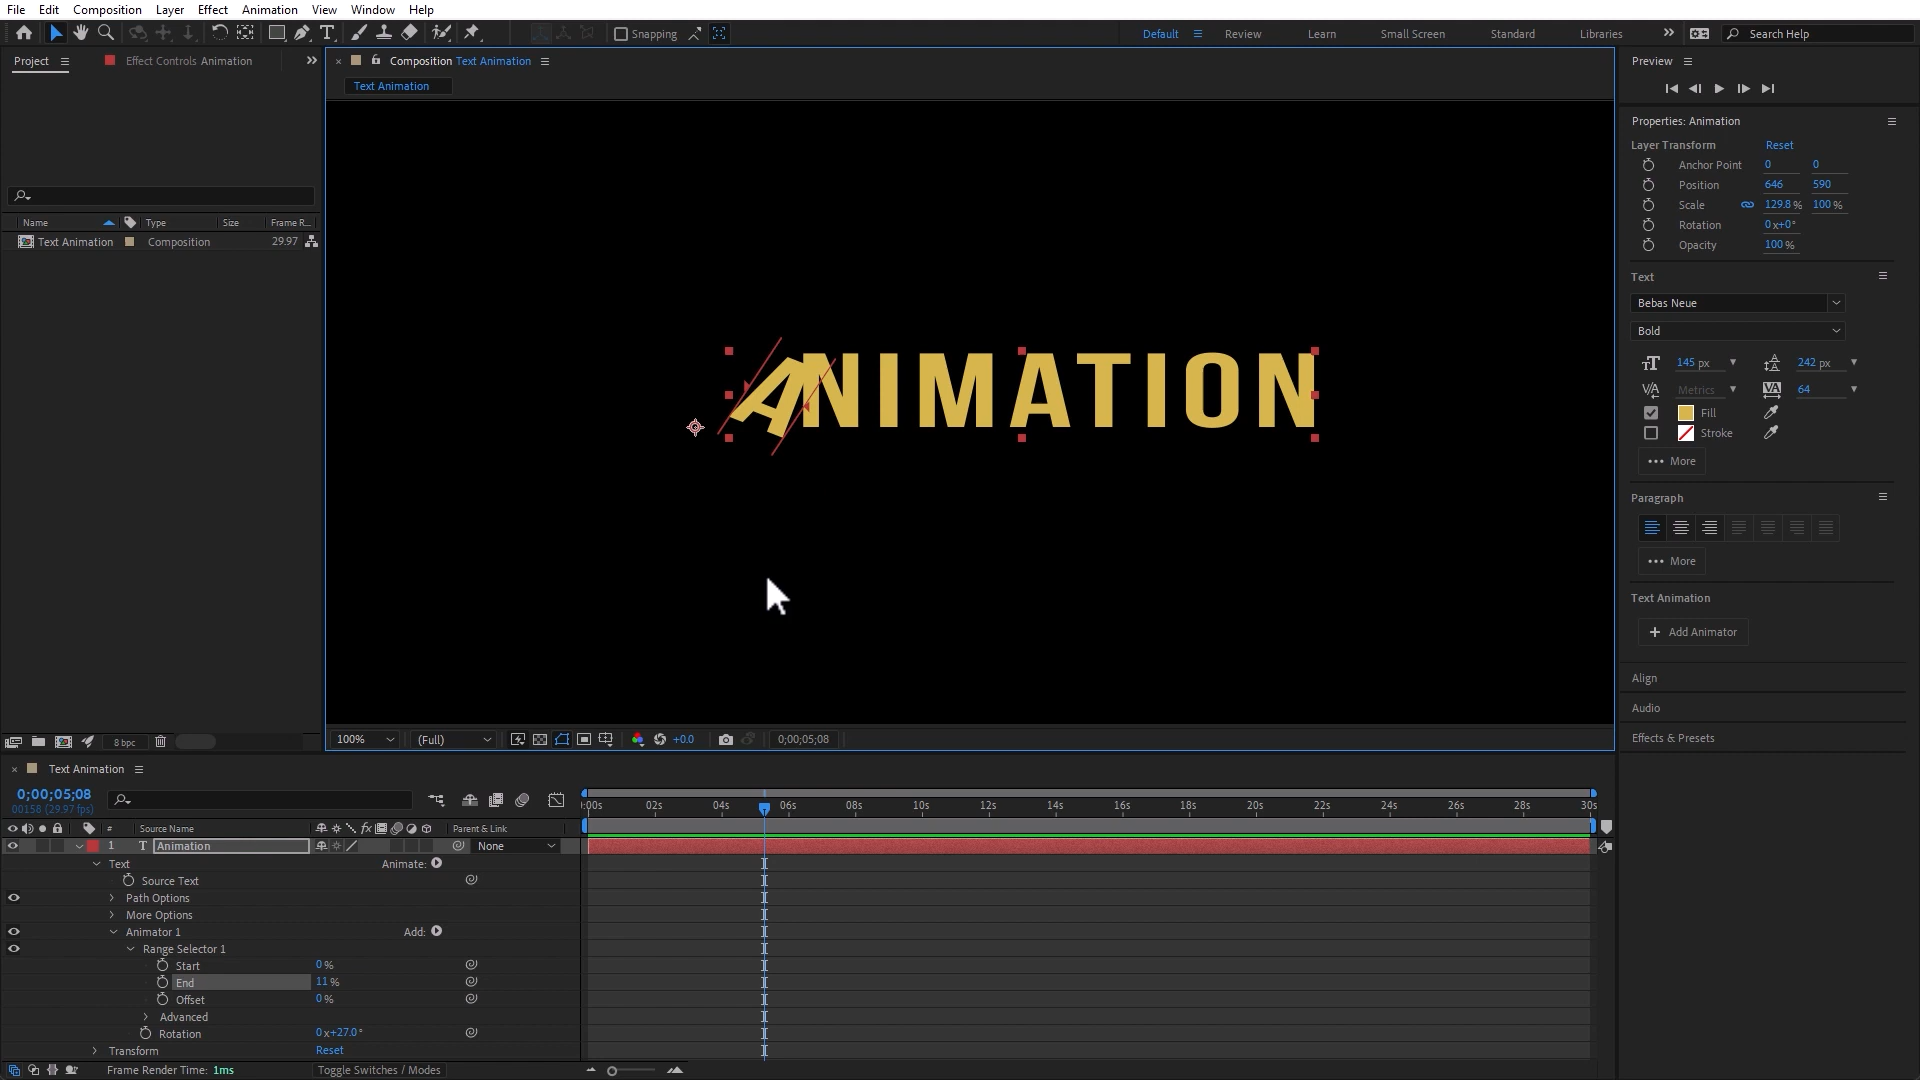 File Edit Composition Layer Effect Animation View Window Help
Snapping Default Review Learn Small Screen Standard Libraries Search Help
Project Effect Controls Animation
Composition Text Animation
Text Animation
Name Type Size Frame R...
Text Animation Composition 29.97
8 bpc
ANIMATION
100% (Full) +0.0 0;00;05;08
Preview
Properties: Animation
Layer Transform Reset
Anchor Point 0 0
Position 646 590
Scale 129.8 % 100 %
Rotation 0x+0°
Opacity 100 %
Text
Bebas Neue
Bold
145 px 242 px
Metrics 64
Fill
Stroke
More
Paragraph
More
Text Animation
Add Animator
Align
Audio
Effects & Presets
Text Animation
0;00;05;08
00158 (29.97 fps)
:00s 02s 04s 06s 08s 10s 12s 14s 16s 18s 20s 22s 24s 26s 28s 30s
# Source Name Parent & Link
1 T Animation None
Text Animate:
Source Text
Path Options
More Options
Animator 1 Add:
Range Selector 1
Start 0 %
End 11 %
Offset 0 %
Advanced
Rotation 0x+27.0°
Transform Reset
Frame Render Time: 1ms Toggle Switches / Modes